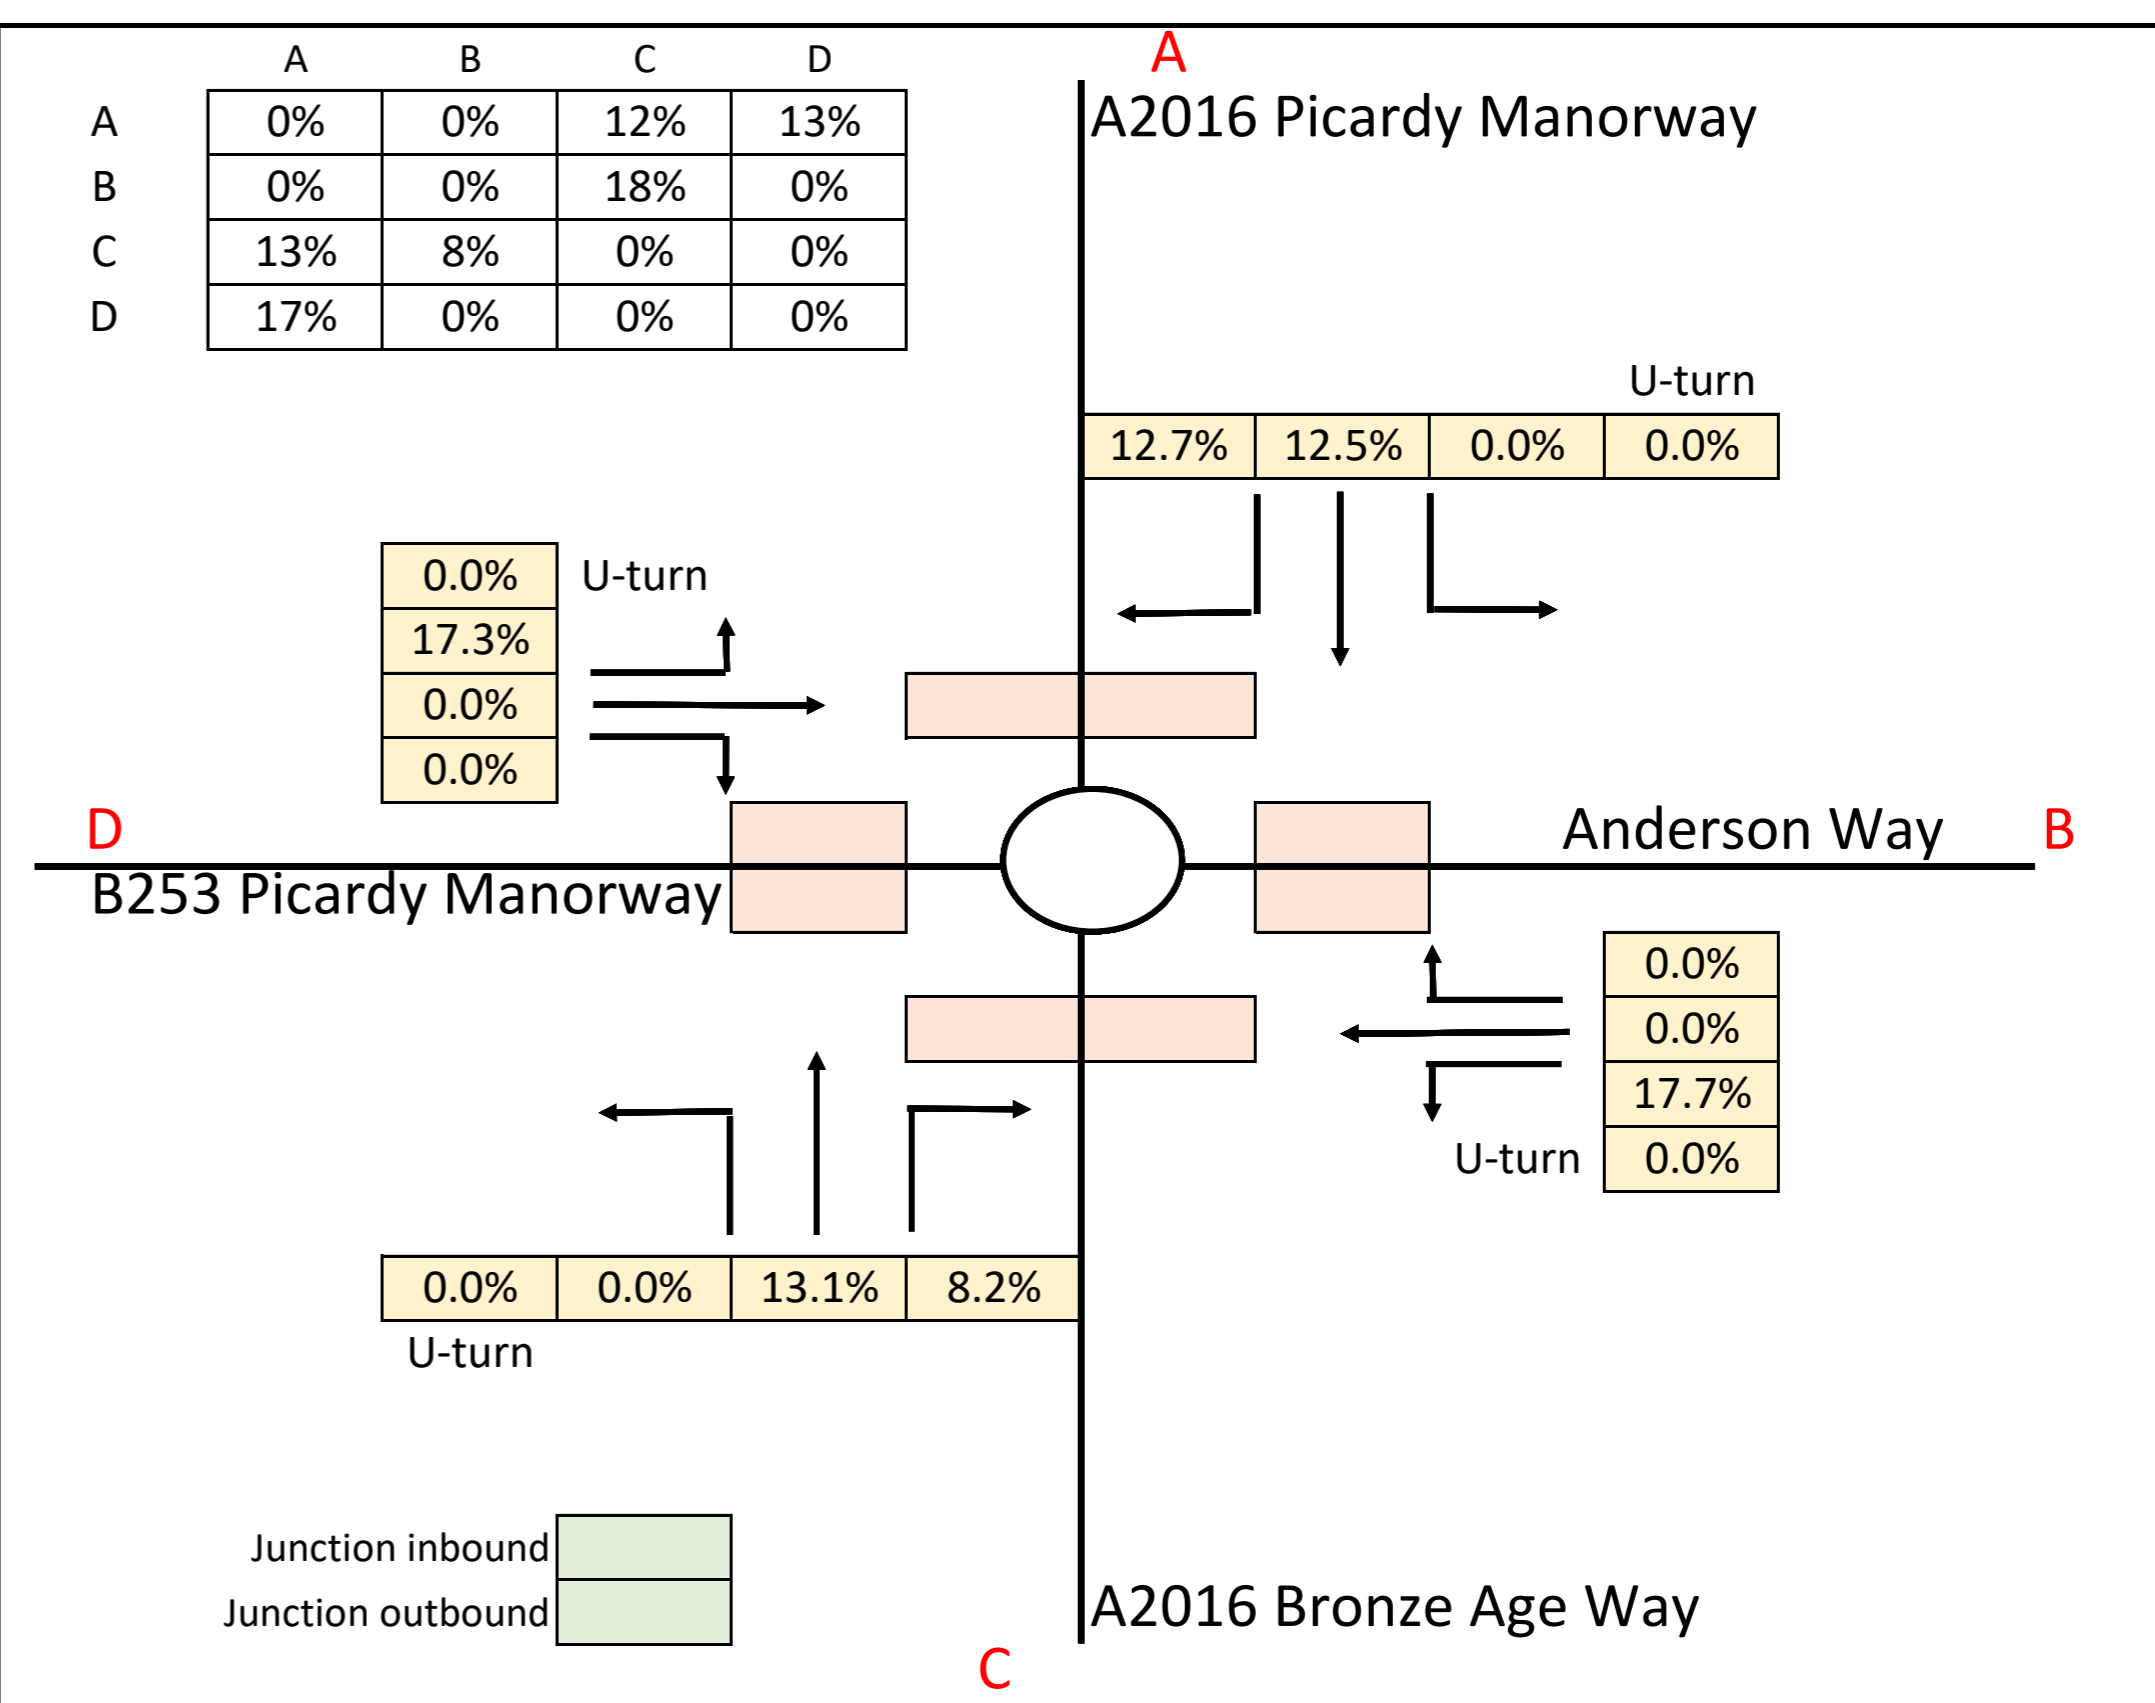 A B C D
A 0% 0% 12% 13%
B 0% 0% 18% 0%
C 13% 8% 0% 0%
D 17% 0% 0% 0%
A
A2016 Picardy Manorway
U-turn
12.7% 12.5% 0.0% 0.0%
0.0% U-turn
17.3%
0.0%
0.0%
D
B253 Picardy Manorway
Anderson Way B
0.0%
0.0%
17.7%
U-turn 0.0%
0.0% 0.0% 13.1% 8.2%
U-turn
Junction inbound
Junction outbound
A2016 Bronze Age Way
C